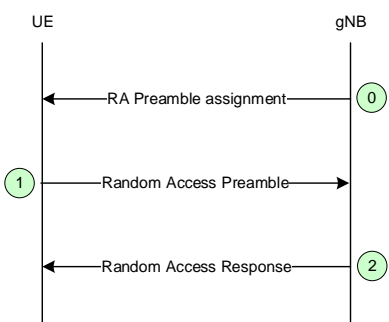 UE gNB
RA Preamble assignment 0
1 Random Access Preamble
Random Access Response 2